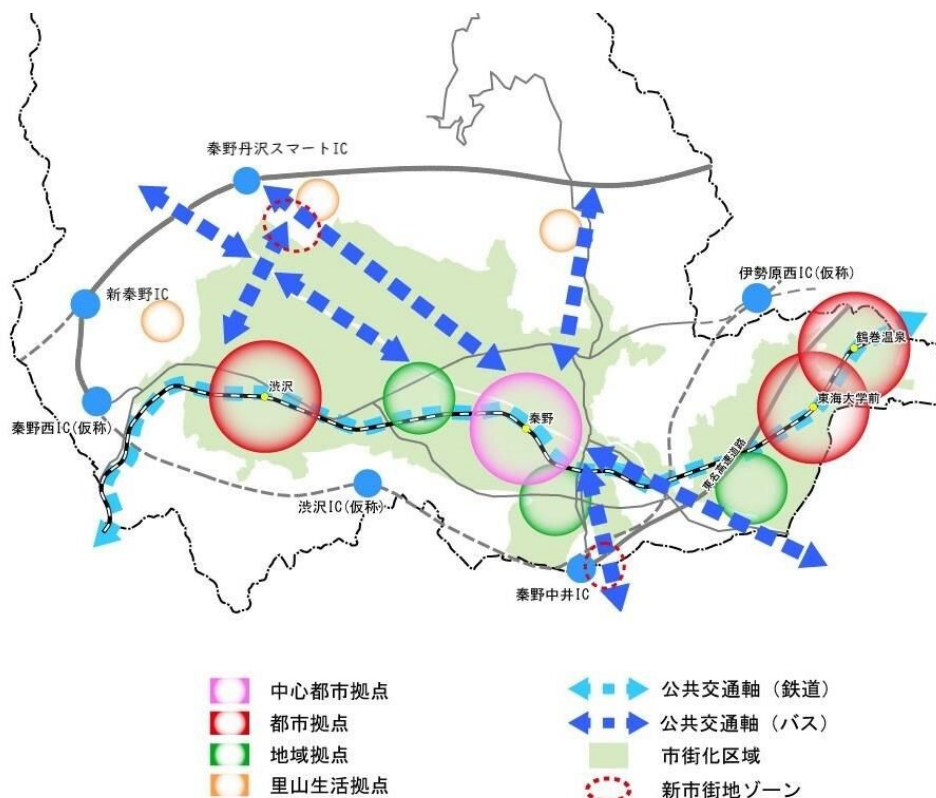 秦野丹沢スマートIC
新秦野IC
伊勢原西IC(仮称)
鶴巻温泉
渋沢
東海大学前
秦野西IC(仮称)
秦野
東名高速道路
渋沢IC(仮称)
秦野中井IC
中心都市拠点
都市拠点
地域拠点
里山生活拠点
公共交通軸（鉄道）
公共交通軸（バス）
市街化区域
新市街地ゾーン